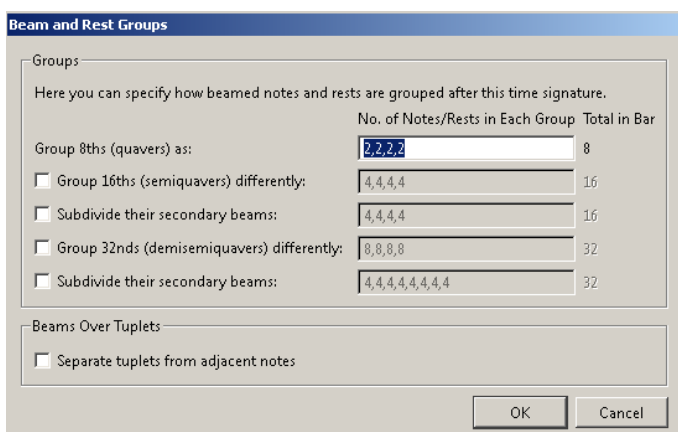 Beam and Rest Groups
Groups
Here you can specify how beamed notes and rests are grouped after this time signature.
No. of Notes/Rests in Each Group Total in Bar
Group 8ths (quavers) as: 2,2,2,2 8
Group 16ths (semiquavers) differently: 4,4,4,4 16
Subdivide their secondary beams: 4,4,4,4 16
Group 32nds (demisemiquavers) differently: 8,8,8,8 32
Subdivide their secondary beams: 4,4,4,4,4,4,4,4 32
Beams Over Tuplets
Separate tuplets from adjacent notes
OK Cancel